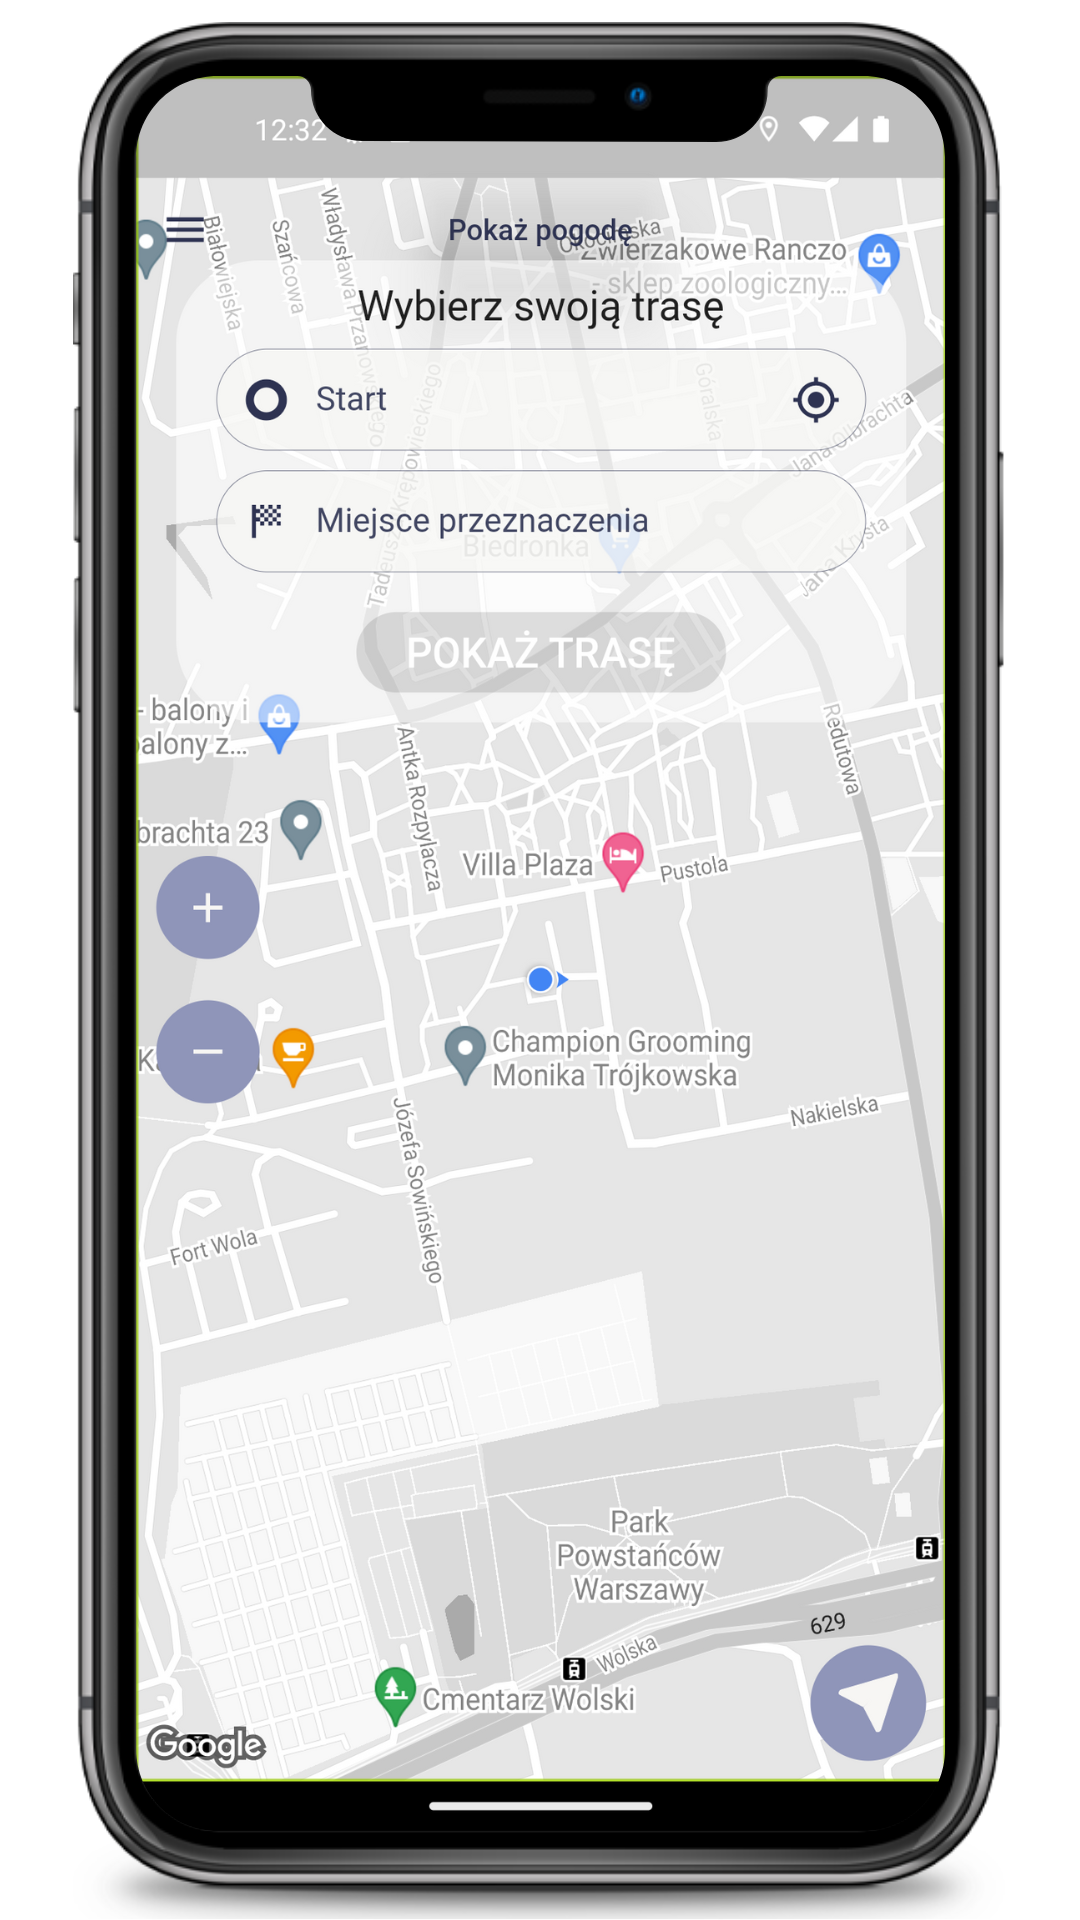 12:32
Białowiejska
Szańcowa
Władysława Przanowskiego
Pokaż pogodę
Okocimska
Zwierzakowe Ranczo
- sklep zoologiczny...
Wybierz swoją trasę
Góralska
Start
Jana Olbrachta
Tadeusza Krępowieckiego
Miejsce przeznaczenia
Biedronka
Jana Krysta
POKAŻ TRASĘ
- balony i
balony z...
Antka Rozpylacza
Redutowa
brachta 23
Villa Plaza
Pustola
+
−
Champion Grooming
Monika Trójkowska
Nakielska
Józefa Sowińskiego
Fort Wola
Park
Powstańców
Warszawy
629
Wolska
Cmentarz Wolski
Google